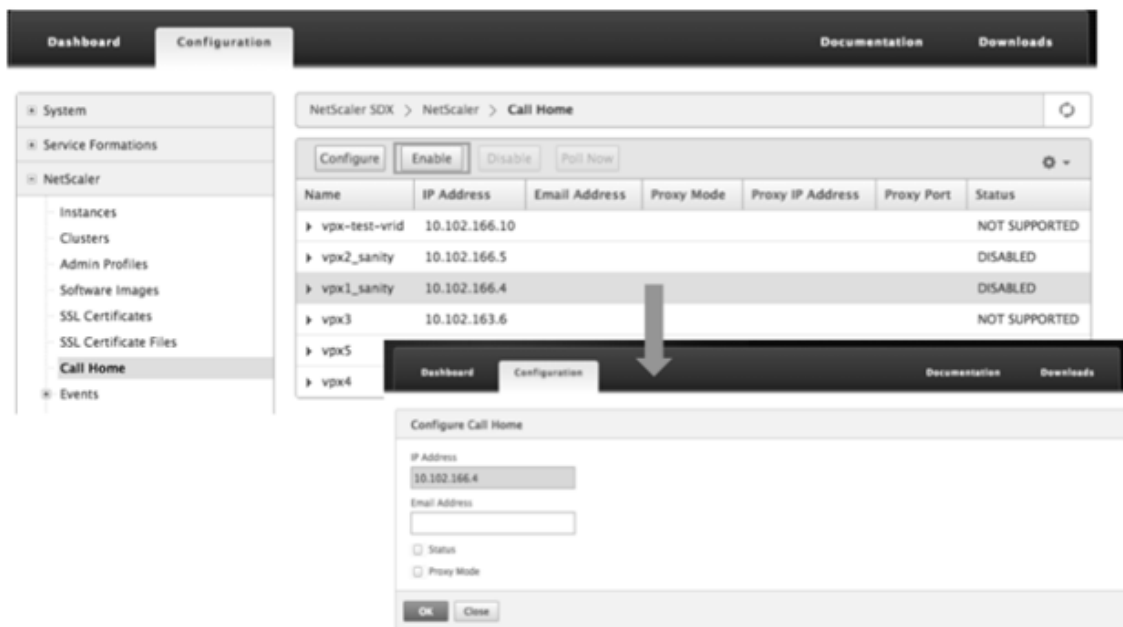 Dashboard Configuration Documentation Downloads
System
Service Formations
NetScaler
Instances
Clusters
Admin Profiles
Software Images
SSL Certificates
SSL Certificate Files
Call Home
Events
NetScaler SDX > NetScaler > Call Home
Configure Enable Disable Poll Now
Name IP Address Email Address Proxy Mode Proxy IP Address Proxy Port Status
vpx-test-vrid 10.102.166.10 NOT SUPPORTED
vpx2_sanity 10.102.166.5 DISABLED
vpx1_sanity 10.102.166.4 DISABLED
vpx3 10.102.163.6 NOT SUPPORTED
vpx5
vpx4
Dashboard Configuration Documentation Downloads
Configure Call Home
IP Address
10.102.166.4
Email Address
Status
Proxy Mode
OK Close